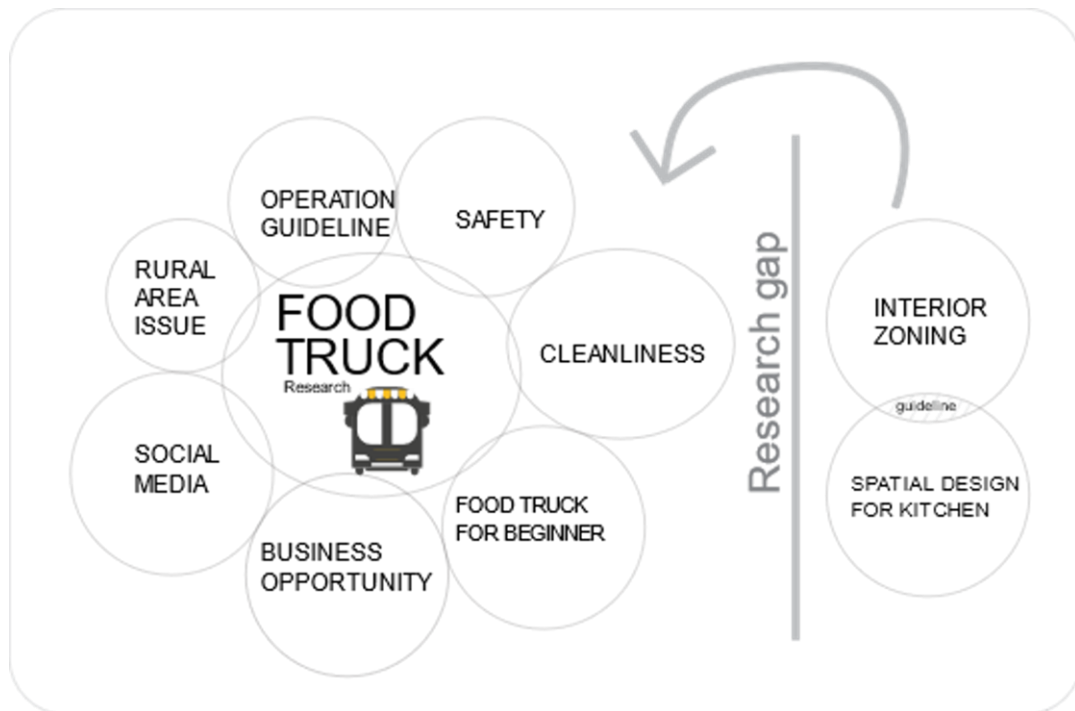 OPERATION
GUIDELINE
SAFETY
RURAL
AREA
ISSUE
FOOD
TRUCK
Research
CLEANLINESS
SOCIAL
MEDIA
FOOD TRUCK
FOR BEGINNER
BUSINESS
OPPORTUNITY
Research gap
INTERIOR
ZONING
guideline
SPATIAL DESIGN
FOR KITCHEN